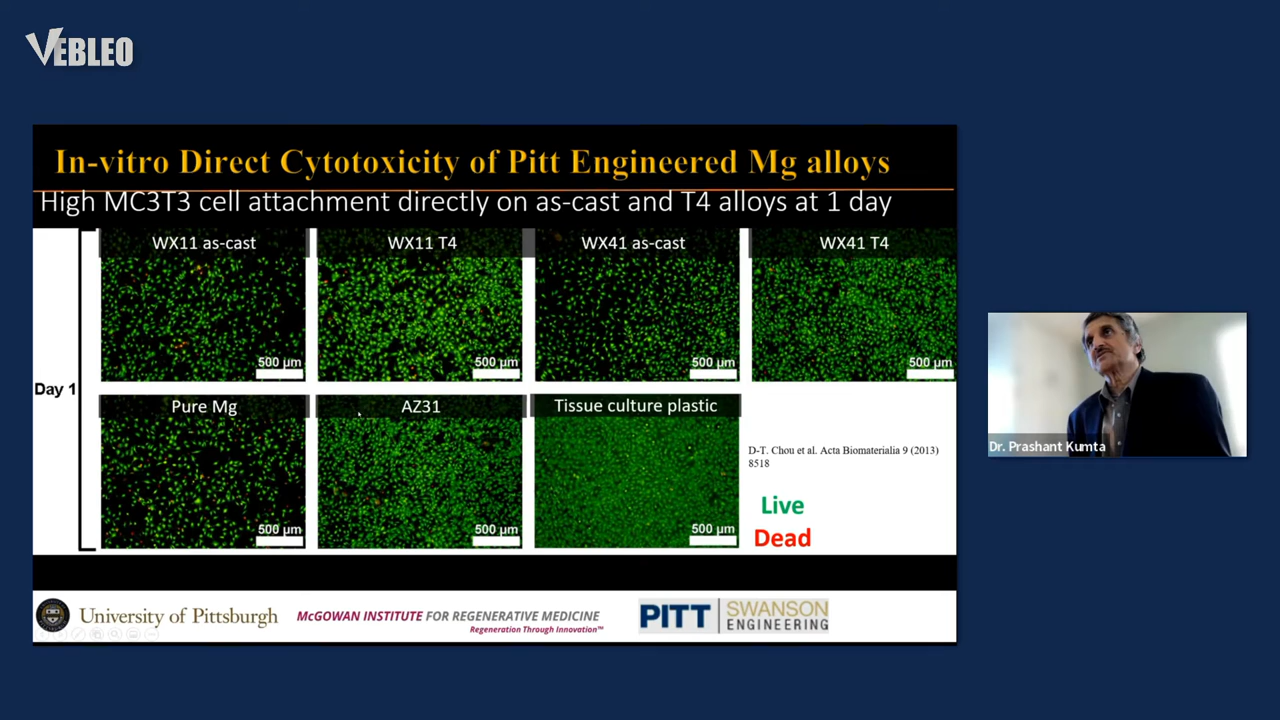 VEBLEO
In-vitro Direct Cytotoxicity of Pitt Engineered Mg alloys
High MC3T3 cell attachment directly on as-cast and T4 alloys at 1 day
WX11 as-cast
WX11 T4
WX41 as-cast
WX41 T4
500 µm
500 µm
500 µm
500 µm
Day 1
Pure Mg
AZ31
Tissue culture plastic
500 µm
500 µm
500 µm
D-T. Chou et al. Acta Biomaterialia 9 (2013)
8518
Live
Dead
Dr. Prashant Kumta
University of Pittsburgh
McGOWAN INSTITUTE FOR REGENERATIVE MEDICINE
Regeneration Through Innovation™
PITT
SWANSON
ENGINEERING